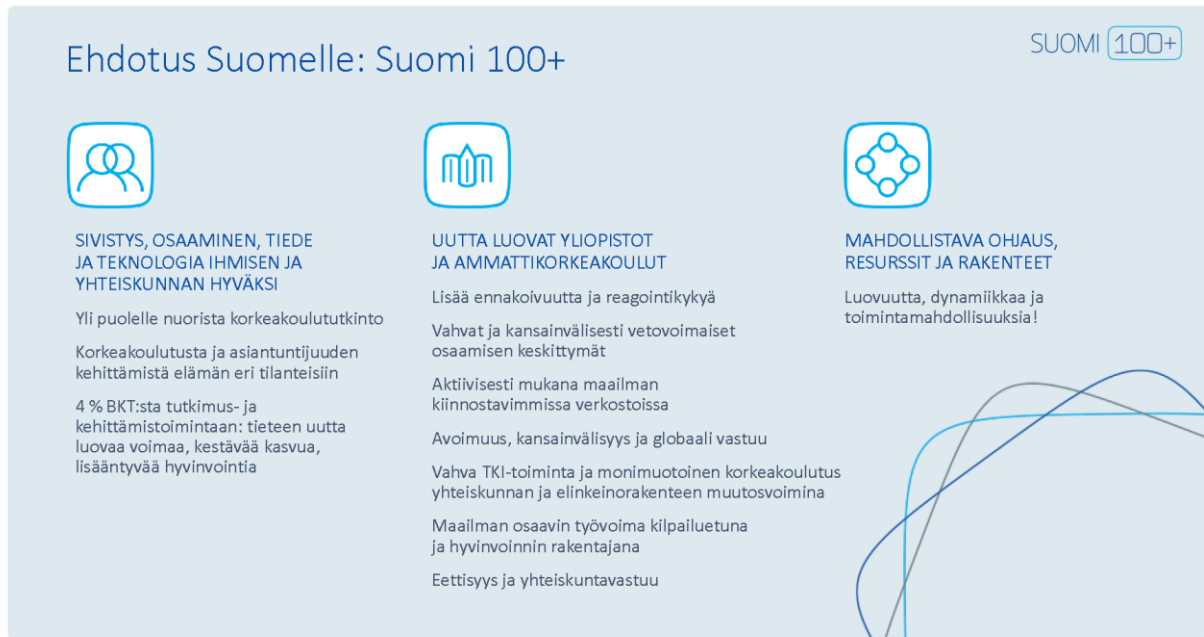 Ehdotus Suomelle: Suomi 100+
SUOMI 100+
SIVISTYS, OSAAMINEN, TIEDE
JA TEKNOLOGIA IHMISEN JA
YHTEISKUNNAN HYVÄKSI
Yli puolelle nuorista korkeakoulututkinto
Korkeakoulutusta ja asiantuntijuuden
kehittämistä elämän eri tilanteisiin
4 % BKT:sta tutkimus- ja
kehittämistoimintaan: tieteen uutta
luovaa voimaa, kestävää kasvua,
lisääntyvää hyvinvointia
UUTTA LUOVAT YLIOPISTOT
JA AMMATTIKORKEAKOULUT
Lisää ennakoivuutta ja reagointikykyä
Vahvat ja kansainvälisesti vetovoimaiset
osaamisen keskittymät
Aktiivisesti mukana maailman
kiinnostavimmissa verkostoissa
Avoimuus, kansainvälisyys ja globaali vastuu
Vahva TKI-toiminta ja monimuotoinen korkeakoulutus
yhteiskunnan ja elinkeinorakenteen muutosvoimina
Maailman osaavin työvoima kilpailuetuna
ja hyvinvoinnin rakentajana
Eettisyys ja yhteiskuntavastuu
MAHDOLLISTAVA OHJAUS,
RESURSSIT JA RAKENTEET
Luovuutta, dynamiikkaa ja
toimintamahdollisuuksia!